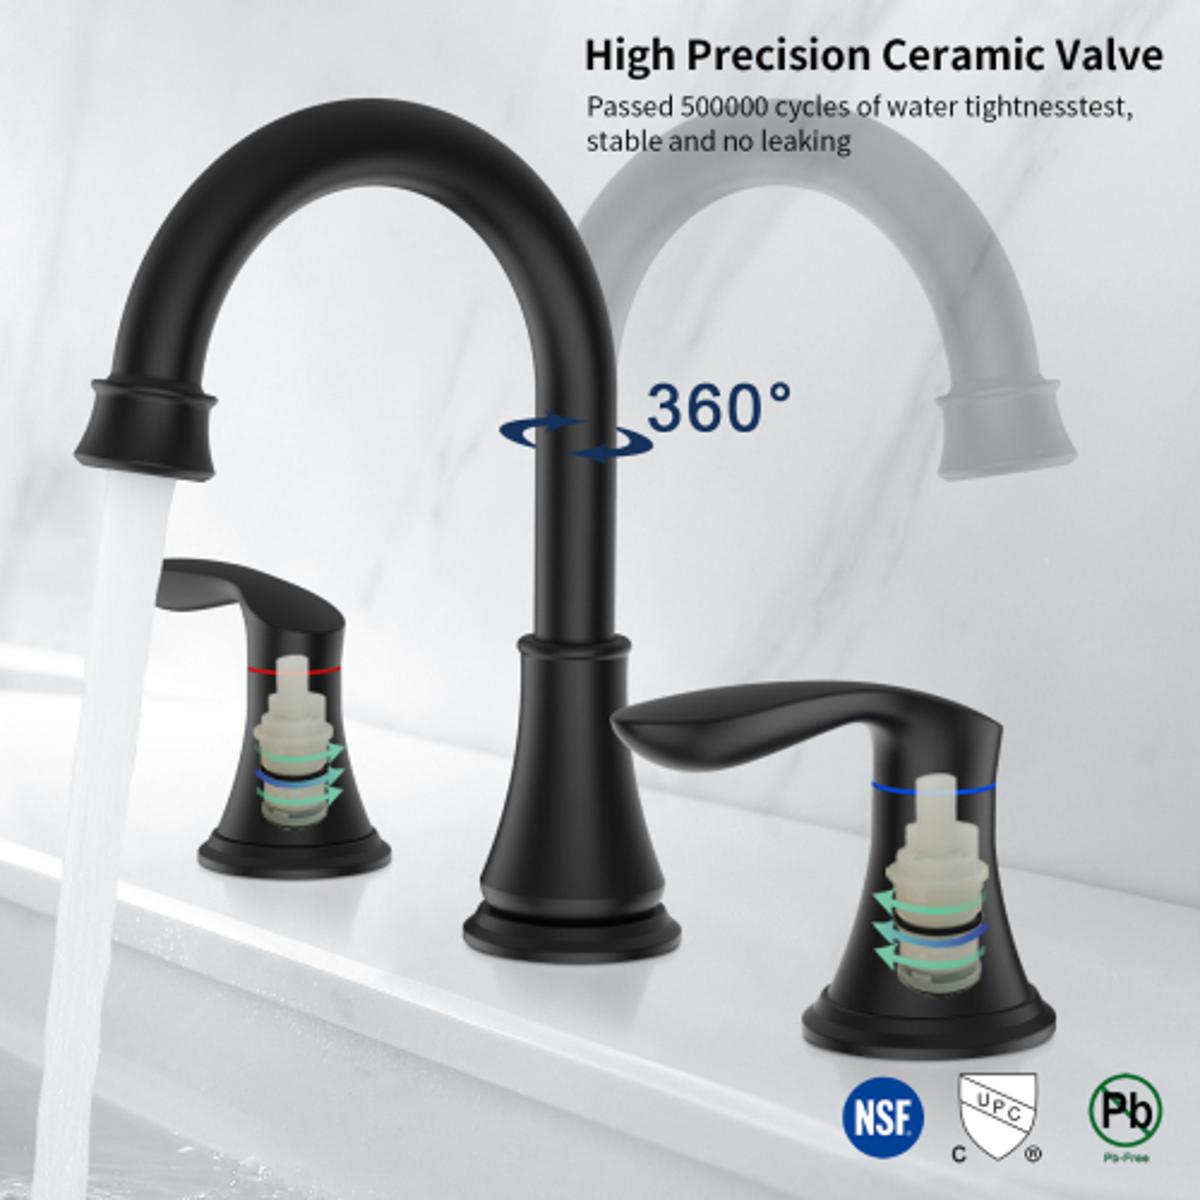 High Precision Ceramic Valve
Passed 500000 cycles of water tightnesstest,
stable and no leaking
360°
NSF
UPC
C ®
Pb
Pb-Free